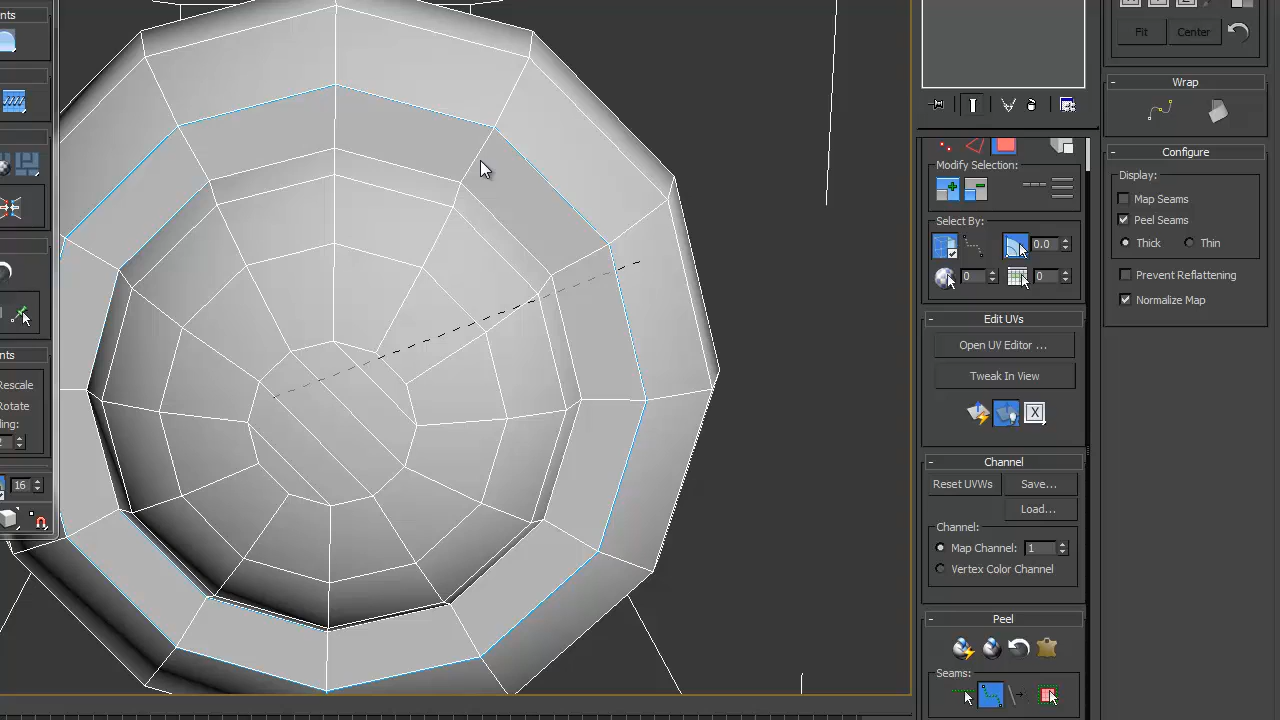 nts
Rescale
Rotate
nts
ling:
2
16
Modify Selection:
Select By:
0.0
0
0
Edit UVs
Open UV Editor ...
Tweak In View
X
Channel
Reset UVWs
Save...
Load...
Channel:
Map Channel:
1
Vertex Color Channel
Peel
Seams:
Fit
Center
Wrap
Configure
Display:
Map Seams
Peel Seams
Thick
Thin
Prevent Reflattening
Normalize Map